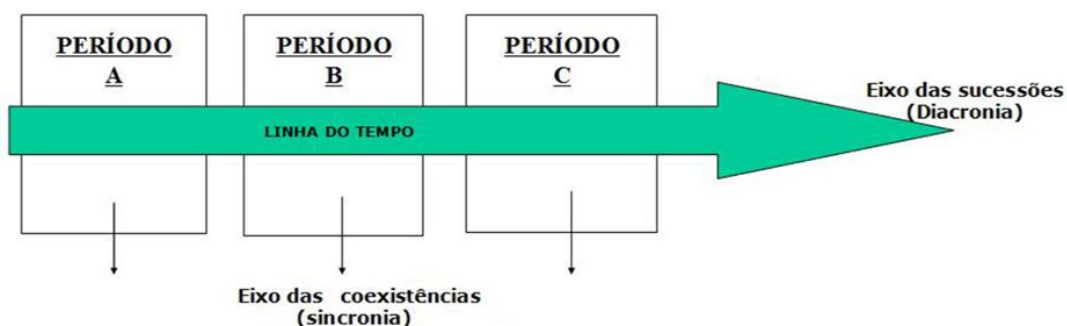 PERÍODO
A
PERÍODO
B
PERÍODO
C
LINHA DO TEMPO
Eixo das sucessões
(Diacronia)
Eixo das coexistências
(sincronia)